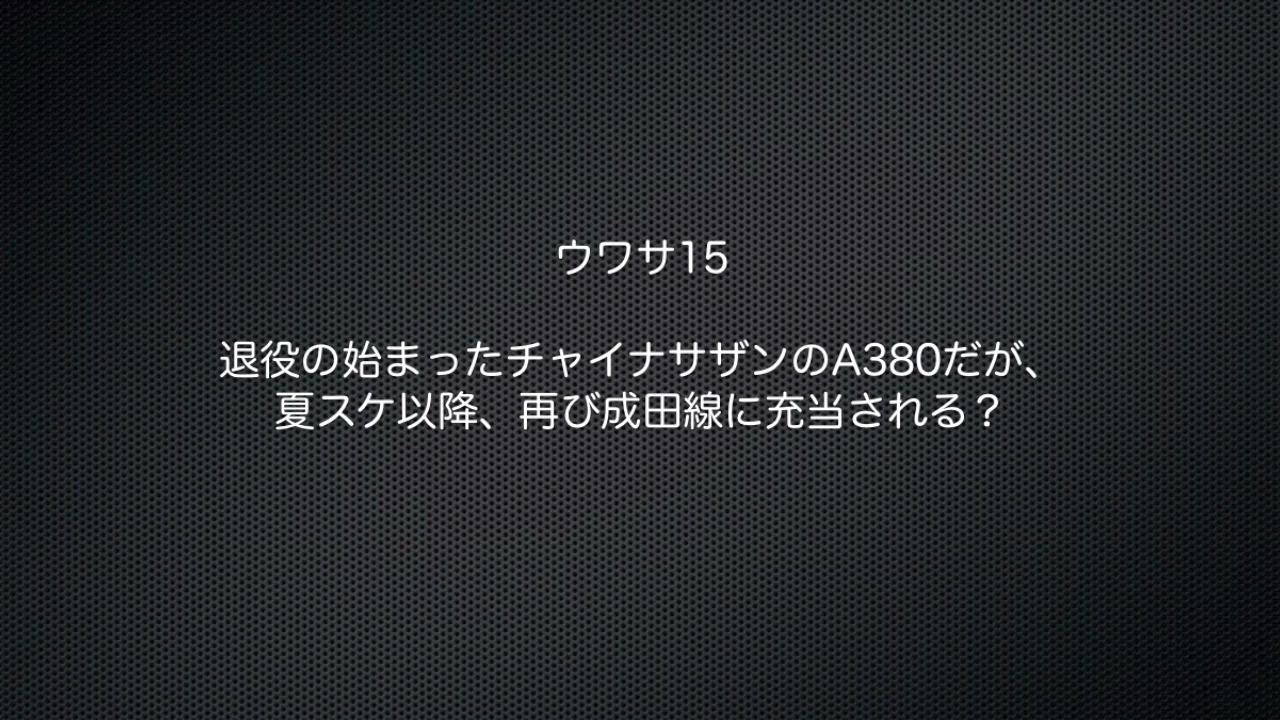 ウワサ15
退役の始まったチャイナサザンのA380だが、
夏スケ以降、再び成田線に充当される？